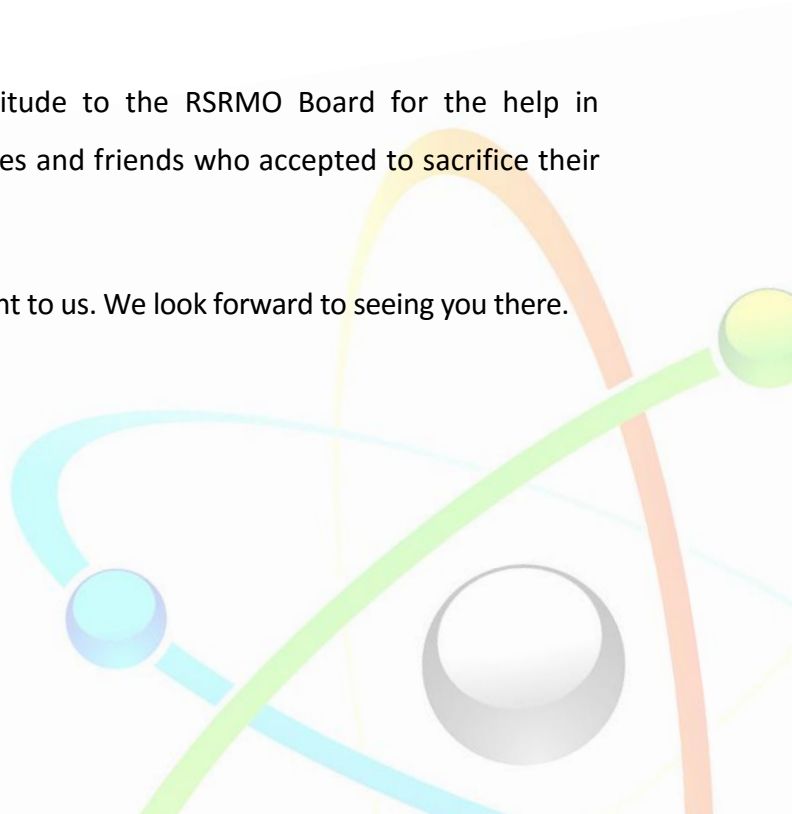 itude to the RSRMO Board for the help in
es and friends who accepted to sacrifice their
nt to us. We look forward to seeing you there.